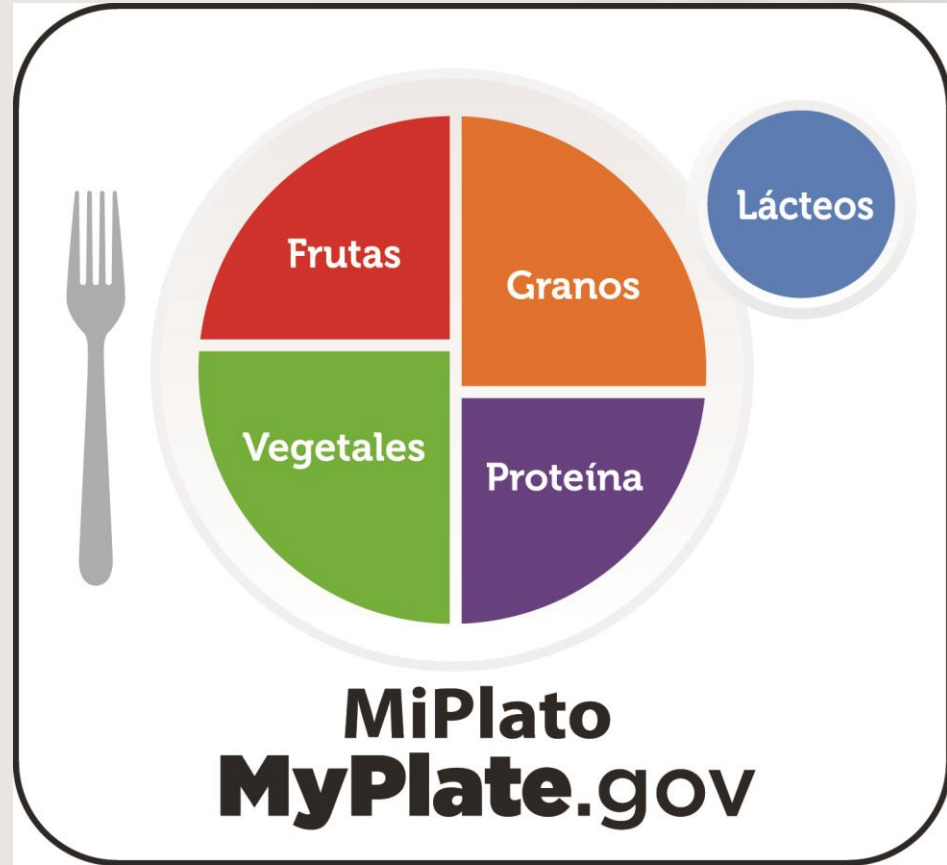 Frutas
Granos
Lácteos
Vegetales
Proteína
MiPlato
MyPlate.gov